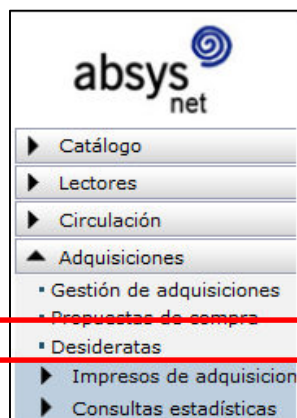 absys
net
Catálogo
Lectores
Circulación
Adquisiciones
Gestión de adquisiciones
Propuestas de compra
Desideratas
Impresos de adquisicion
Consultas estadísticas